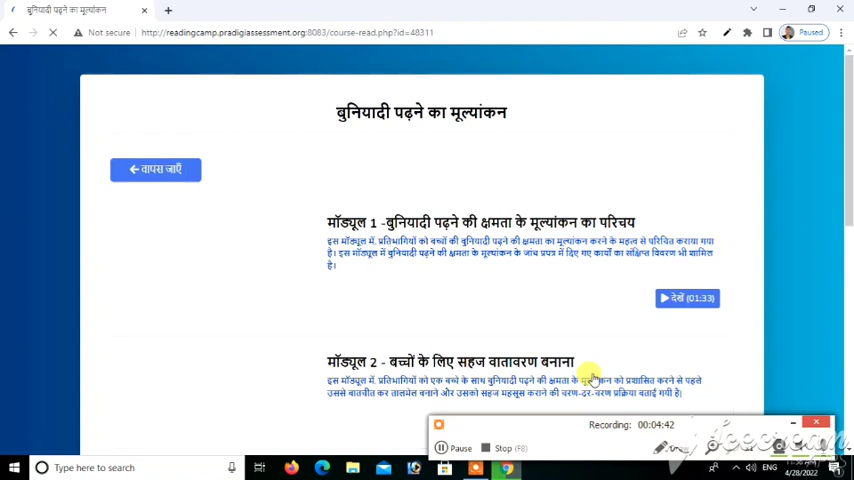 बुनियादी पढ़ने का मूल्यांकन
Not secure
http://readingcamp.pradigiassessment.org:8083/course-read.php?id=48311
Paused
बुनियादी पढ़ने का मूल्यांकन
← वापस जाएँ
मॉड्यूल 1 -बुनियादी पढ़ने की क्षमता के मूल्यांकन का परिचय
इस मॉड्यूल में, प्रतिभागियों को बच्चों की बुनियादी पढ़ने की क्षमता का मूल्यांकन करने के महत्व से परिचित कराया गया
है। इस मॉड्यूल में बुनियादी पढ़ने की क्षमता के मूल्यांकन के जांच प्रपत्र में दिए गए कार्यों का संक्षिप्त विवरण भी शामिल
है।
देखें (01:33)
मॉड्यूल 2 - बच्चों के लिए सहज वातावरण बनाना
इस मॉड्यूल में, प्रतिभागियों को एक बच्चे के साथ बुनियादी पढ़ने की क्षमता के मूल्यांकन को प्रशासित करने से पहले
उससे बातचीत कर तालमेल बनाने और उसको सहज महसूस कराने की चरण-दर-चरण प्रक्रिया बताई गयी है|
Recording: 00:04:42
Pause
Stop (F8)
Type here to search
ENG
4/28/2022